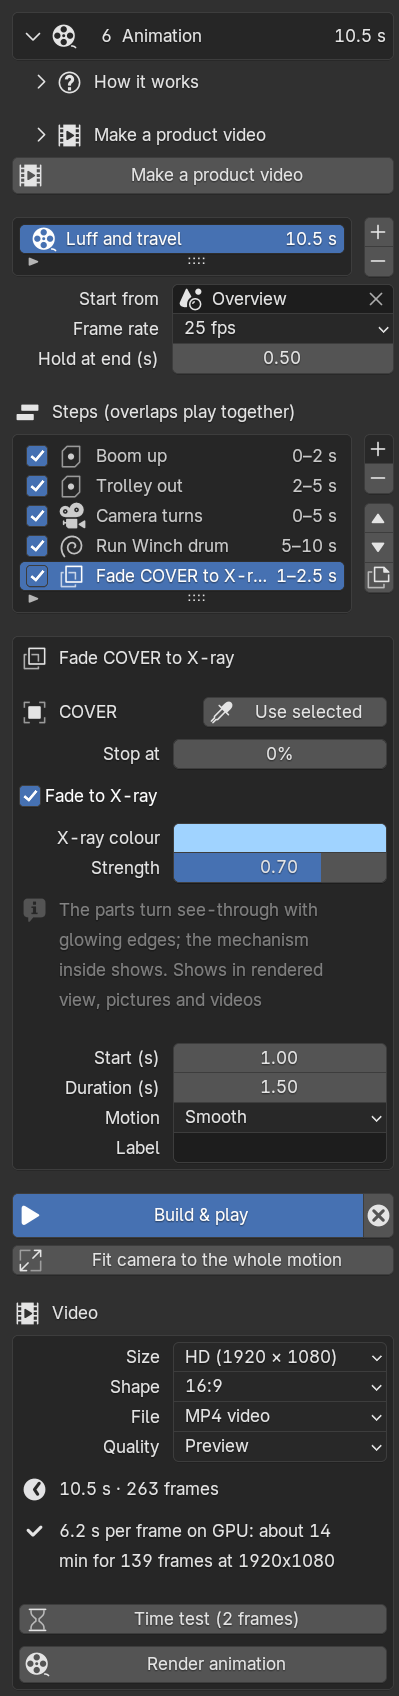 6 Animation 10.5 s
How it works
Make a product video
Make a product video
Luff and travel 10.5 s
Start from Overview
Frame rate 25 fps
Hold at end (s) 0.50
Steps (overlaps play together)
Boom up 0–2 s
Trolley out 2–5 s
Camera turns 0–5 s
Run Winch drum 5–10 s
Fade COVER to X-r... 1–2.5 s
Fade COVER to X-ray
COVER Use selected
Stop at 0%
Fade to X-ray
X-ray colour
Strength 0.70
The parts turn see-through with
glowing edges; the mechanism
inside shows. Shows in rendered
view, pictures and videos
Start (s) 1.00
Duration (s) 1.50
Motion Smooth
Label
Build & play
Fit camera to the whole motion
Video
Size HD (1920 × 1080)
Shape 16:9
File MP4 video
Quality Preview
10.5 s · 263 frames
6.2 s per frame on GPU: about 14
min for 139 frames at 1920x1080
Time test (2 frames)
Render animation